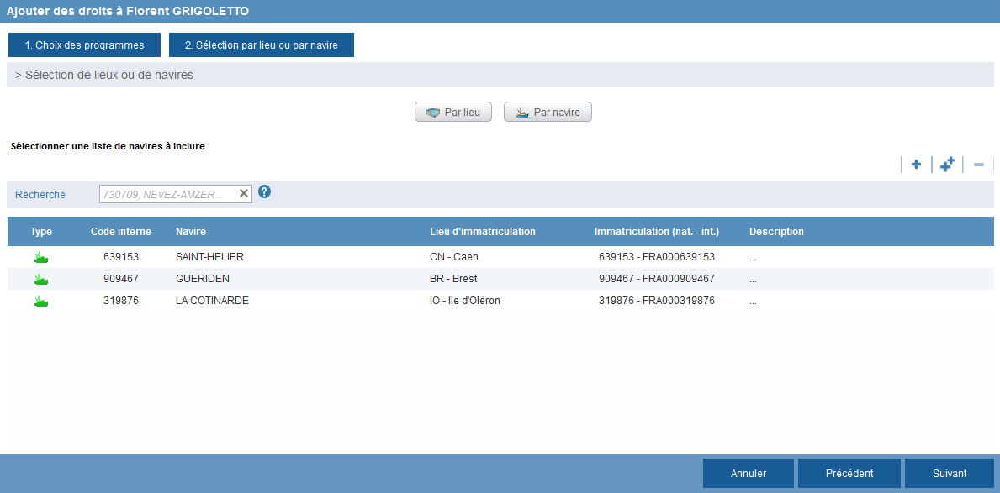 Ajouter des droits à Florent GRIGOLETTO
1. Choix des programmes 2. Sélection par lieu ou par navire
> Sélection de lieux ou de navires
Par lieu Par navire
Sélectionner une liste de navires à inclure
Recherche 730709, NEVEZ-AMZER... ?
Type Code interne Navire Lieu d'immatriculation Immatriculation (nat. - int.) Description
639153 SAINT-HELIER CN - Caen 639153 - FRA000639153 ...
909467 GUERIDEN BR - Brest 909467 - FRA000909467 ...
319876 LA COTINARDE IO - Ile d'Oléron 319876 - FRA000319876 ...
Annuler Précédent Suivant